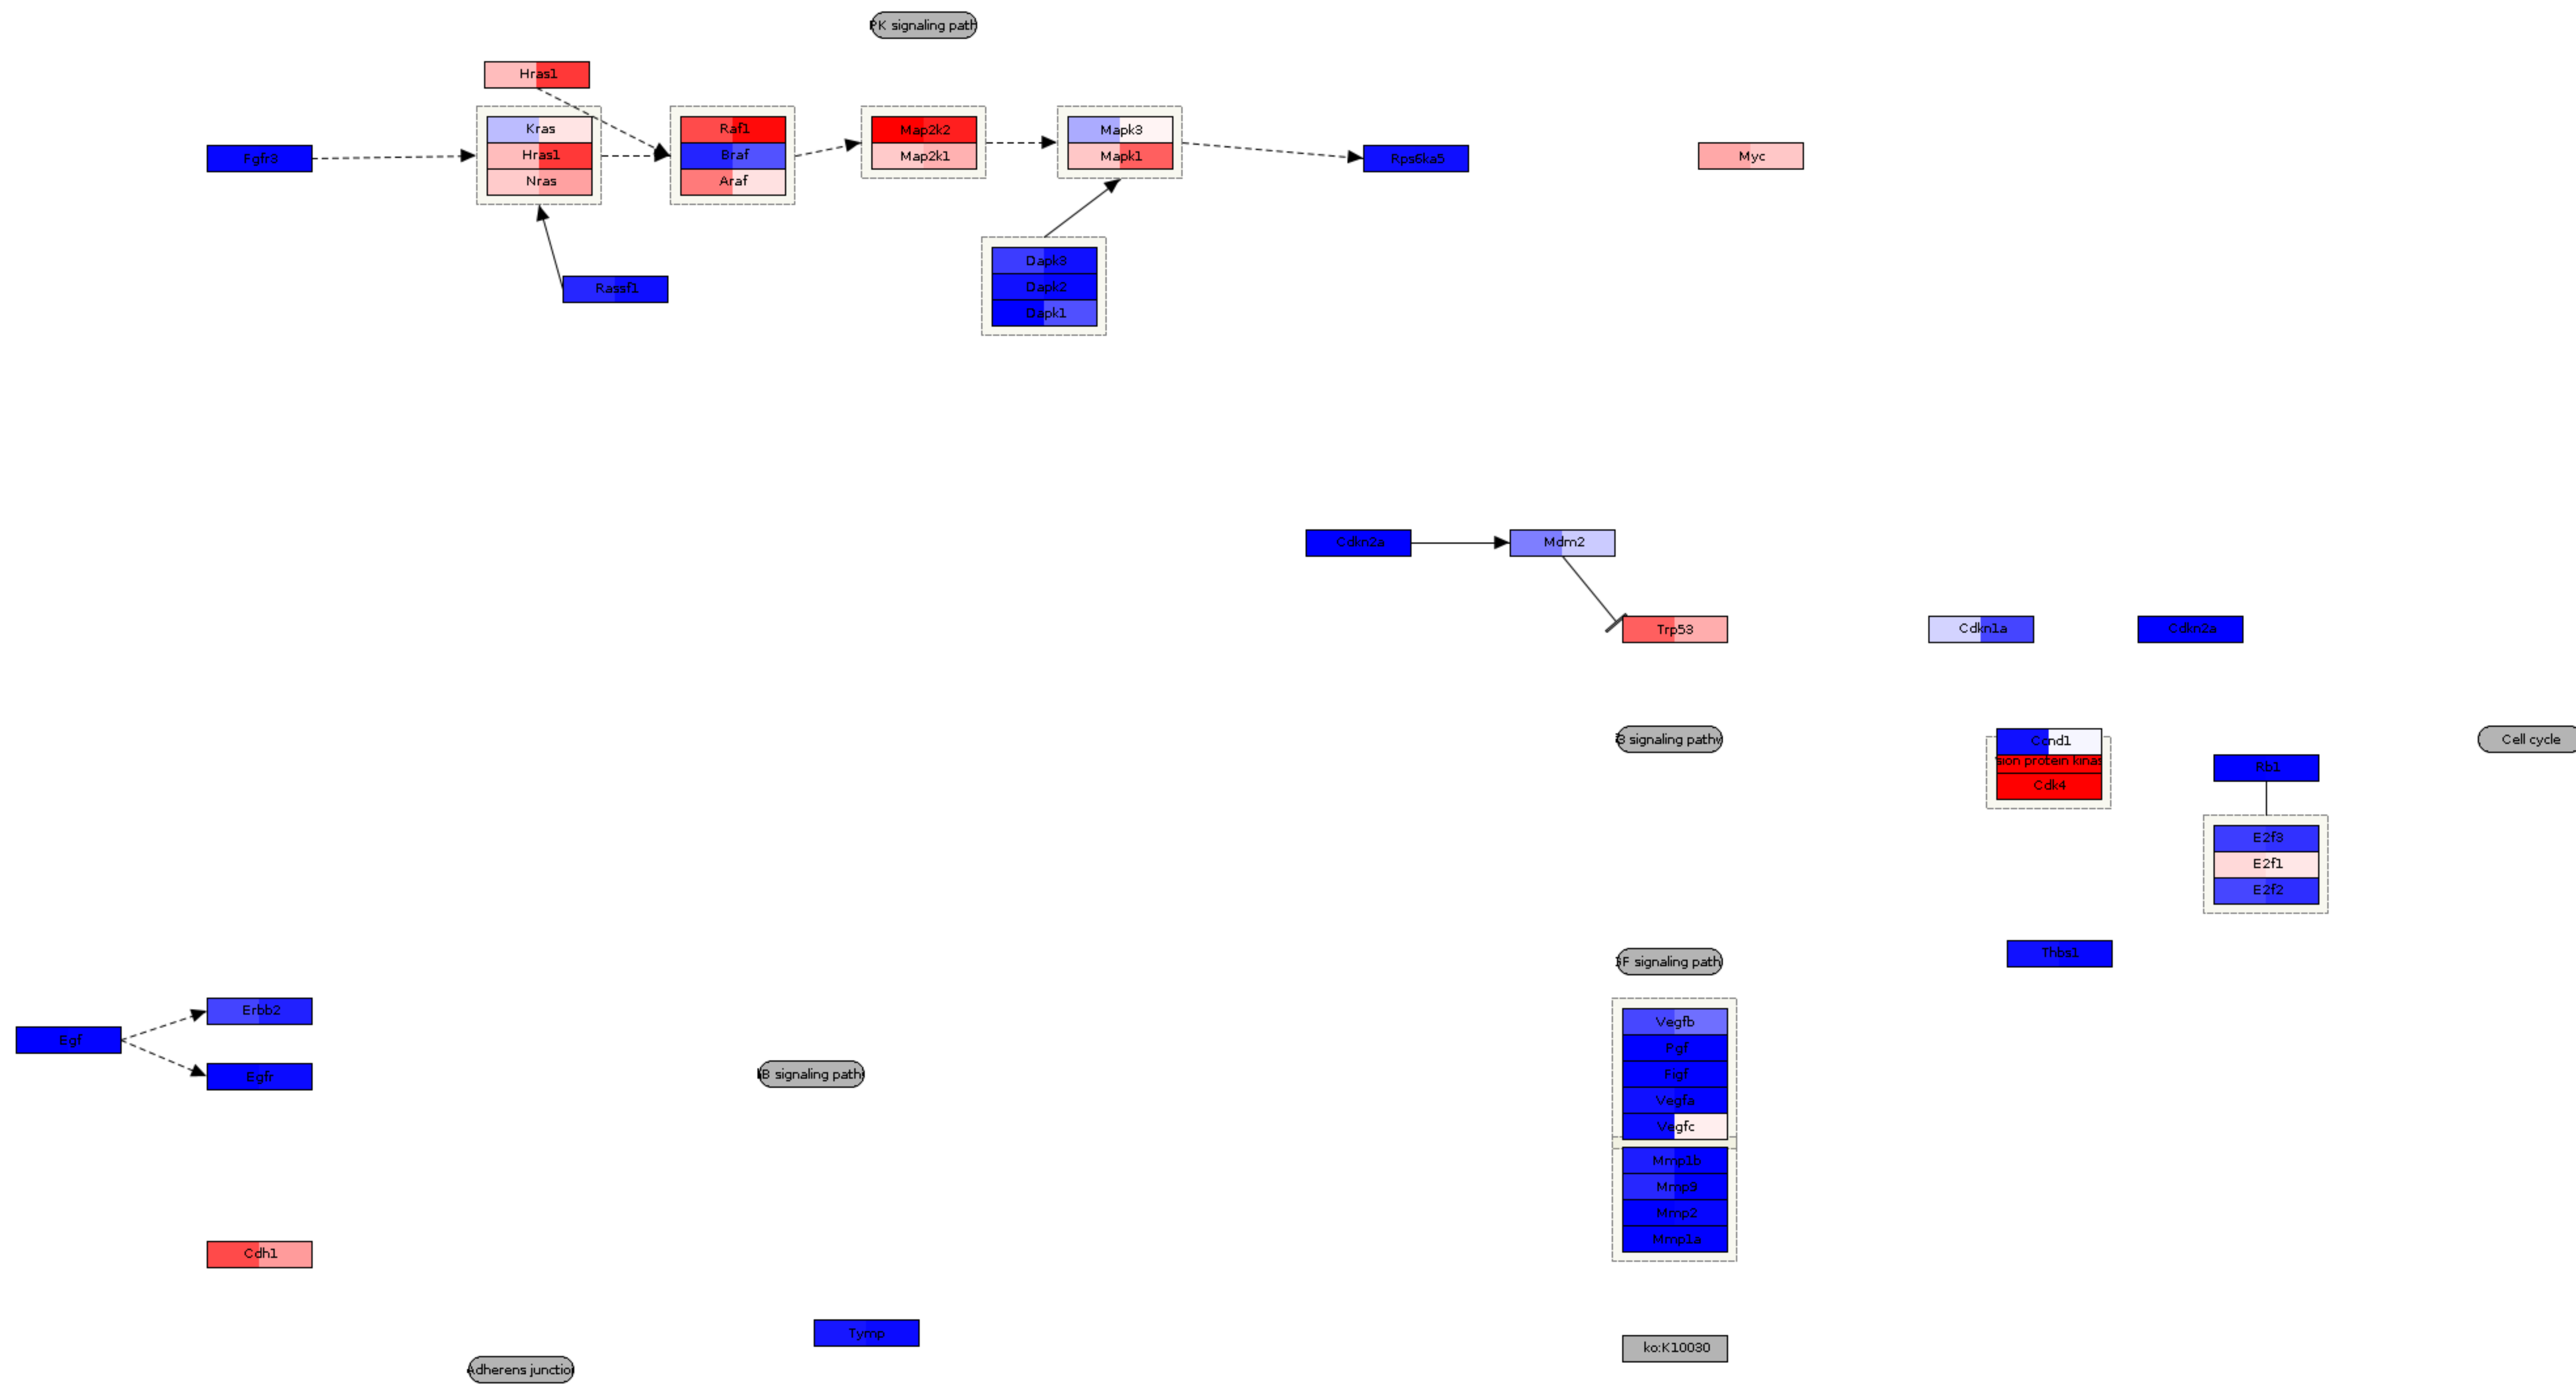 PK signaling path
Hras1
Kras
Hras1
Nras
Raf1
Braf
Araf
Map2k2
Map2k1
Mapk3
Mapk1
Fgfr3
Rps6ka5
Myc
Rassf1
Dapk3
Dapk2
Dapk1
Cdkn2a
Mdm2
Trp53
Cdkn1a
Cdkn2a
3 signaling pathw
Ccnd1
sion protein kinas
Cdk4
Rb1
Cell cycle
E2f3
E2f1
E2f2
Thbs1
GF signaling path
Erbb2
Egf
Egfr
B signaling path
Vegfb
Pgf
Figf
Vegfa
Vegfc
Mmp1b
Mmp9
Mmp2
Mmp1a
Cdh1
Tymp
ko:K10030
Adherens junctio